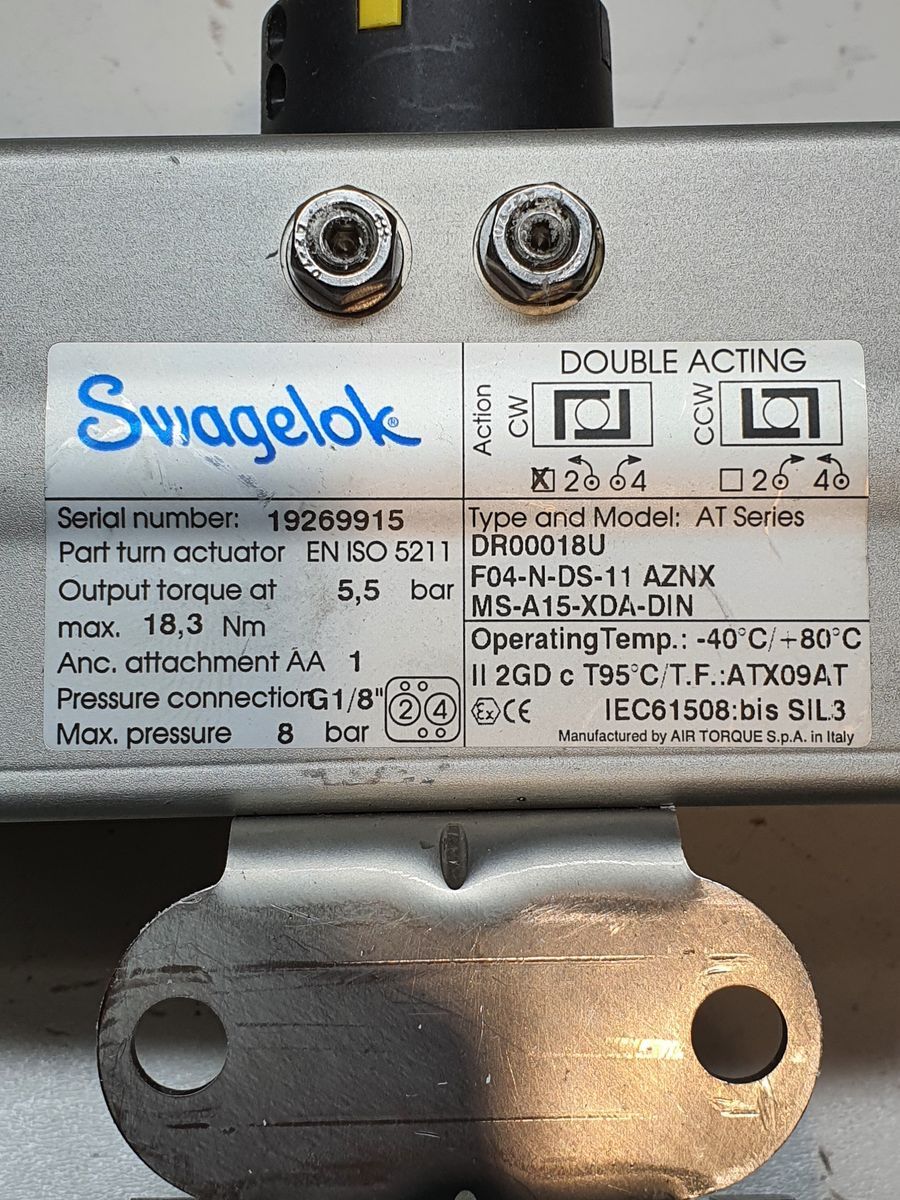 Swagelok®
DOUBLE ACTING
Action
CW
CCW
2 4
2 4
Serial number: 19269915
Part turn actuator EN ISO 5211
Output torque at 5,5 bar
max. 18,3 Nm
Anc. attachment AA 1
Pressure connection G1/8"
2 4
Max. pressure 8 bar
Type and Model: AT Series
DR00018U
F04-N-DS-11 AZNX
MS-A15-XDA-DIN
Operating Temp.: -40°C/+80°C
II 2GD c T95°C/T.F.:ATX09AT
Ex CE IEC61508:bis SIL3
Manufactured by AIR TORQUE S.p.A. in Italy